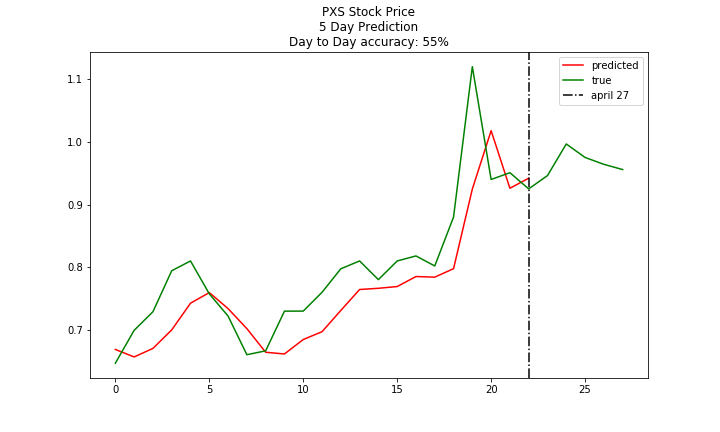 PXS Stock Price
5 Day Prediction
Day to Day accuracy: 55%
predicted
true
april 27
1.1
1.0
0.9
0.8
0.7
0 5 10 15 20 25